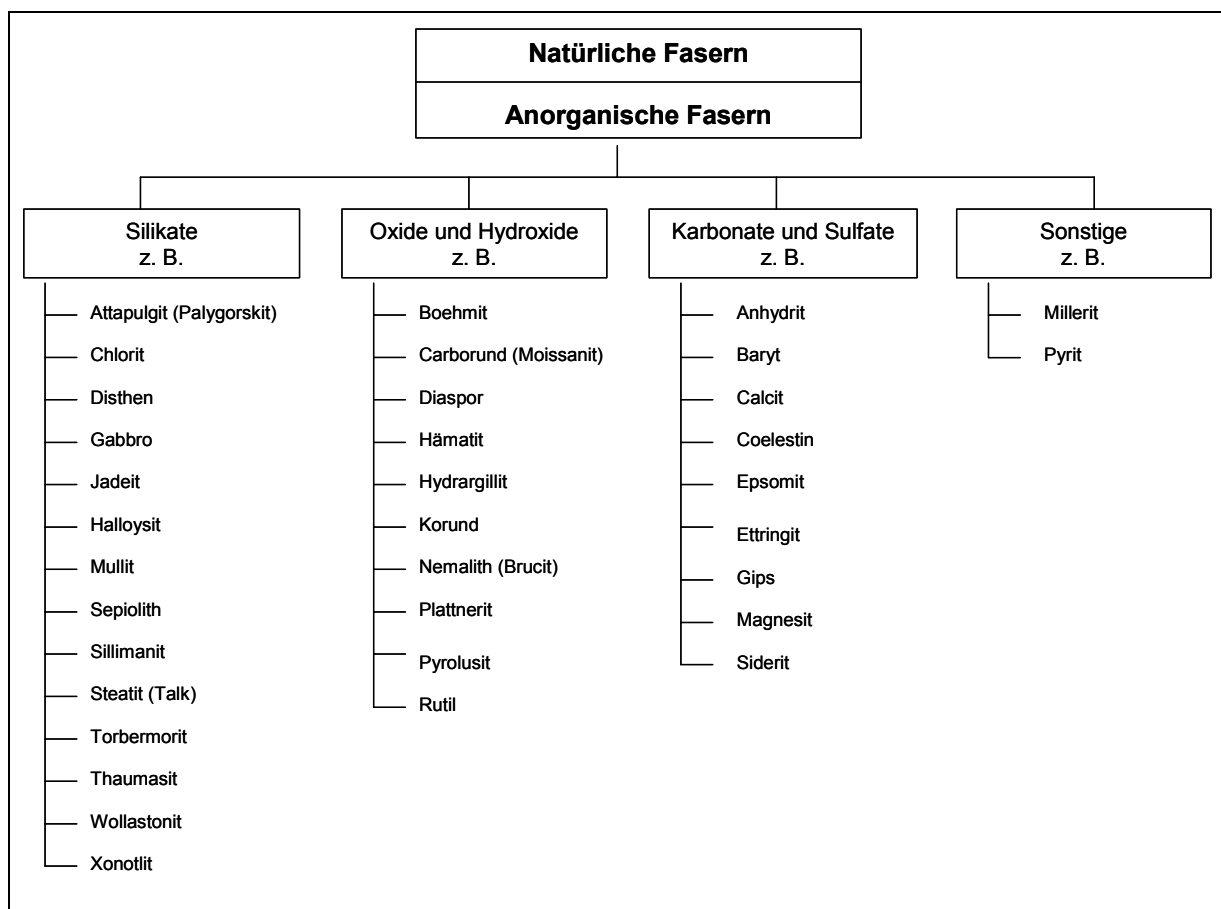 Natürliche Fasern
Anorganische Fasern
Silikate
z. B.
Attapulgit (Palygorskit)
Chlorit
Disthen
Gabbro
Jadeit
Halloysit
Mullit
Sepiolith
Sillimanit
Steatit (Talk)
Torbermorit
Thaumasit
Wollastonit
Xonotlit
Oxide und Hydroxide
z. B.
Boehmit
Carborund (Moissanit)
Diaspor
Hämatit
Hydrargillit
Korund
Nemalith (Brucit)
Plattnerit
Pyrolusit
Rutil
Karbonate und Sulfate
z. B.
Anhydrit
Baryt
Calcit
Coelestin
Epsomit
Ettringit
Gips
Magnesit
Siderit
Sonstige
z. B.
Millerit
Pyrit